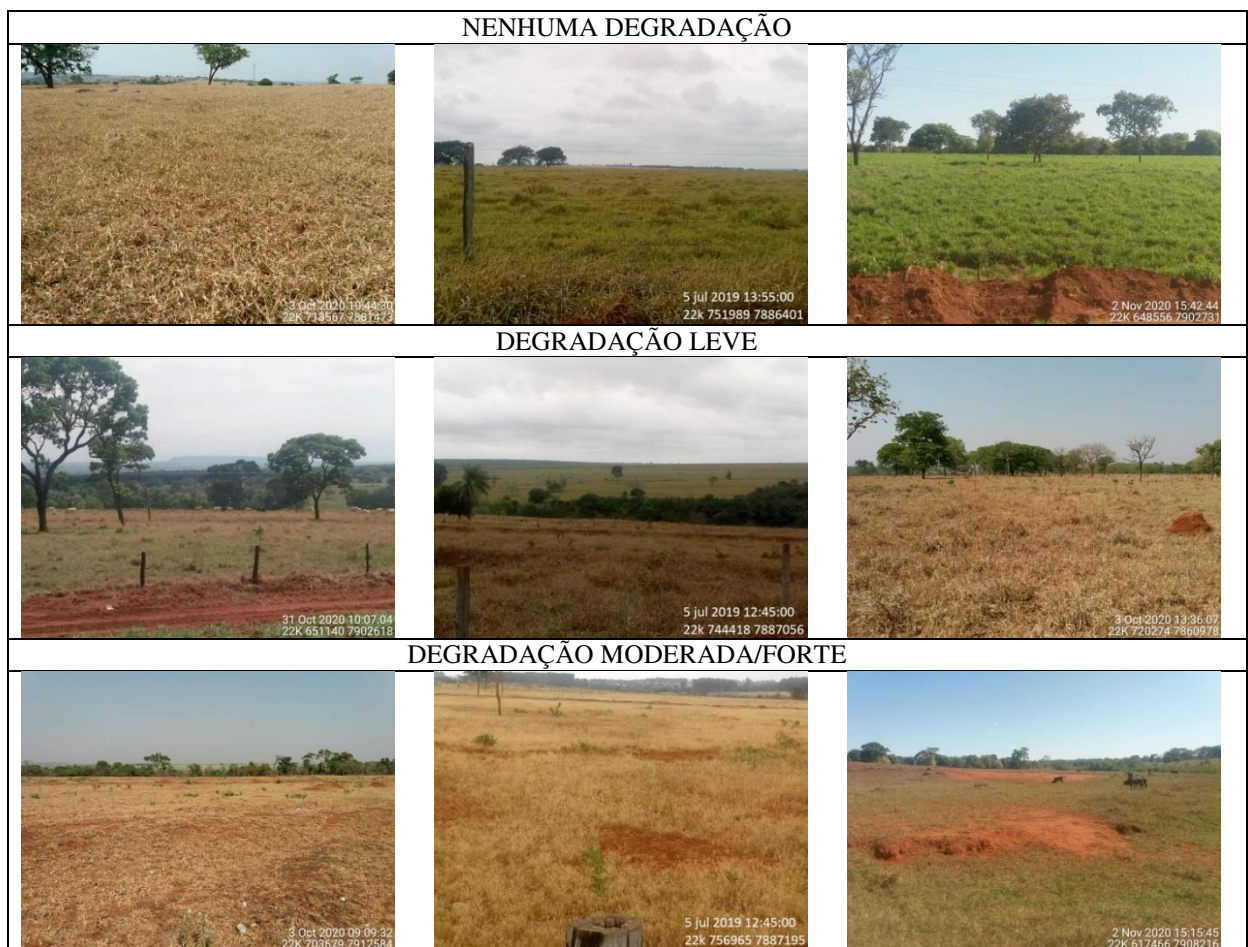 NENHUMA DEGRADAÇÃO
3 Oct 2020 10:44:30
22K 713567 7881473
5 jul 2019 13:55:00
22k 751989 7886401
2 Nov 2020 15:42:44
22K 648556 7902731
DEGRADAÇÃO LEVE
31 Oct 2020 10:07:04
22K 651140 7902618
5 jul 2019 12:45:00
22k 744418 7887056
3 Oct 2020 13:36:07
22K 720274 7860978
DEGRADAÇÃO MODERADA/FORTE
3 Oct 2020 09:09:32
22K 703679 7912584
5 jul 2019 12:45:00
22k 756965 7887195
2 Nov 2020 15:15:45
22K 617466 7908216